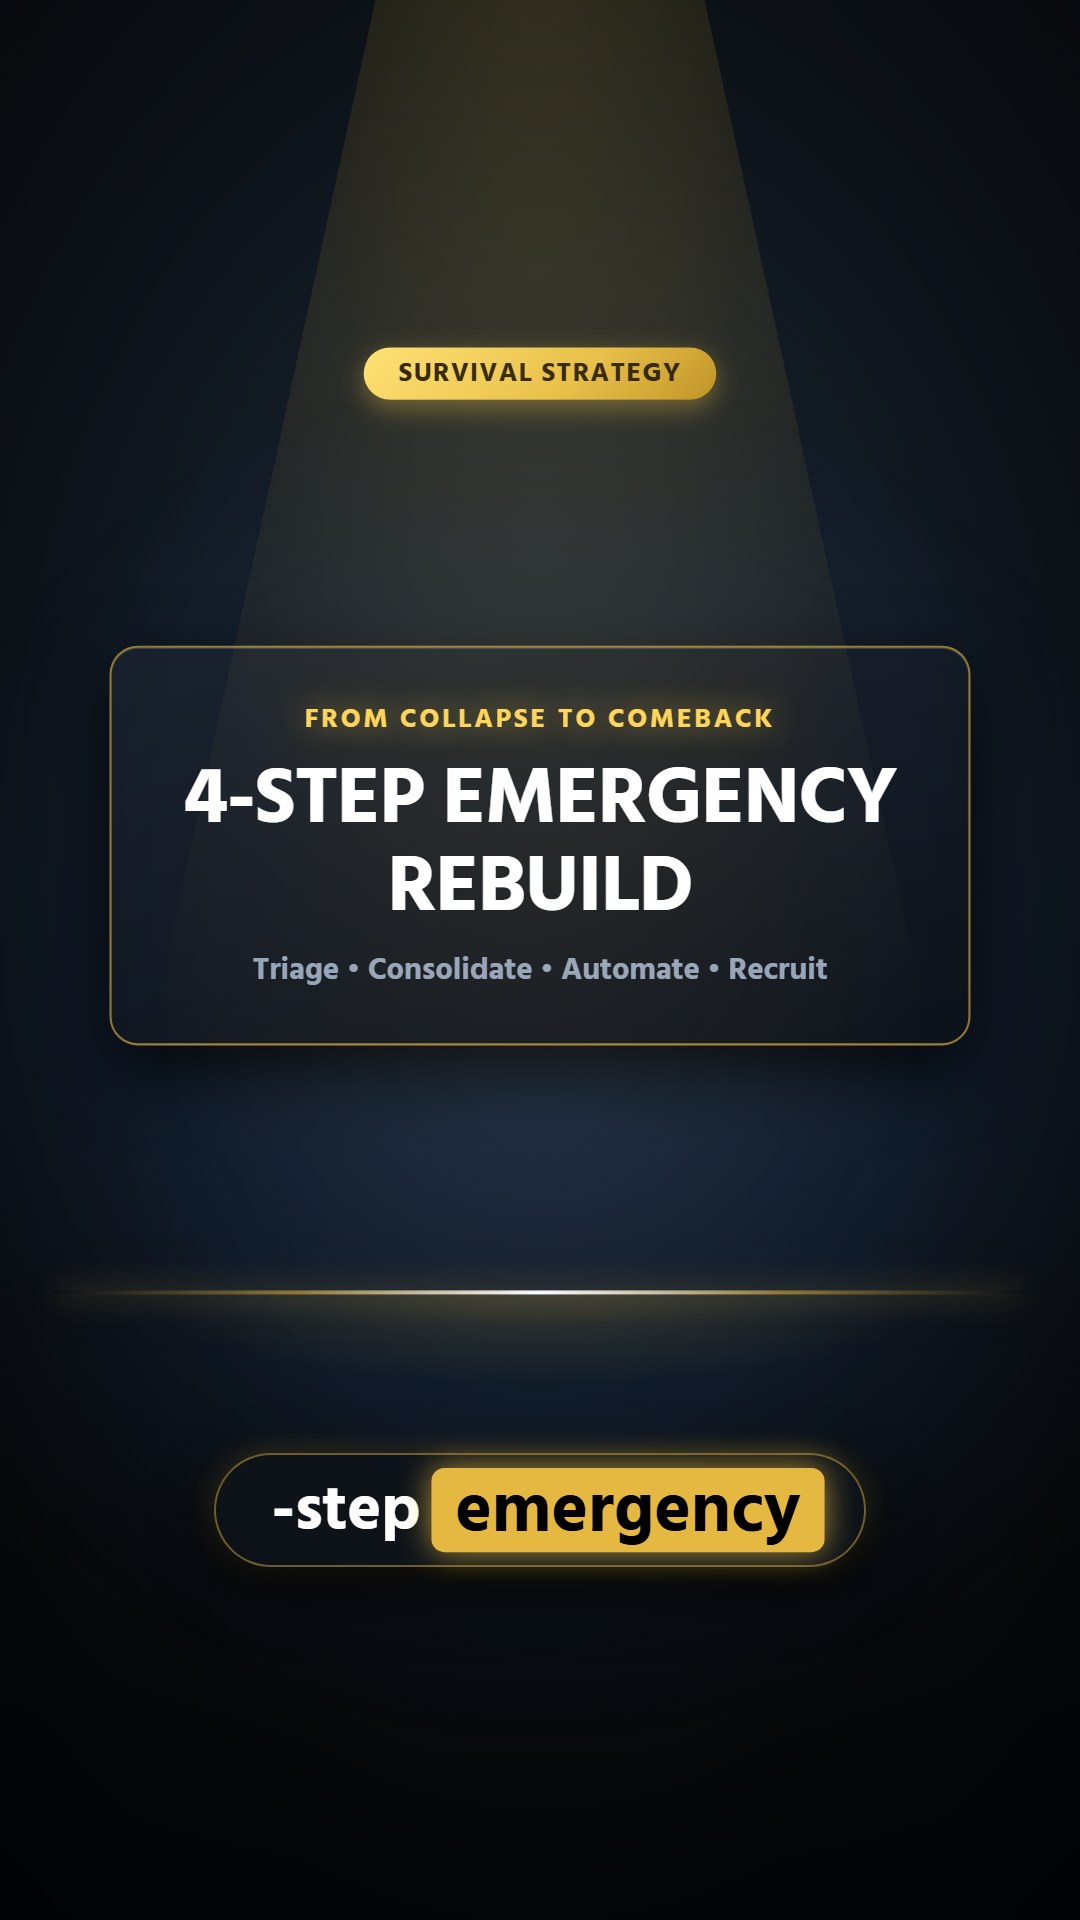 SURVIVAL STRATEGY
FROM COLLAPSE TO COMEBACK
4-STEP EMERGENCY
REBUILD
Triage • Consolidate • Automate • Recruit
-step emergency